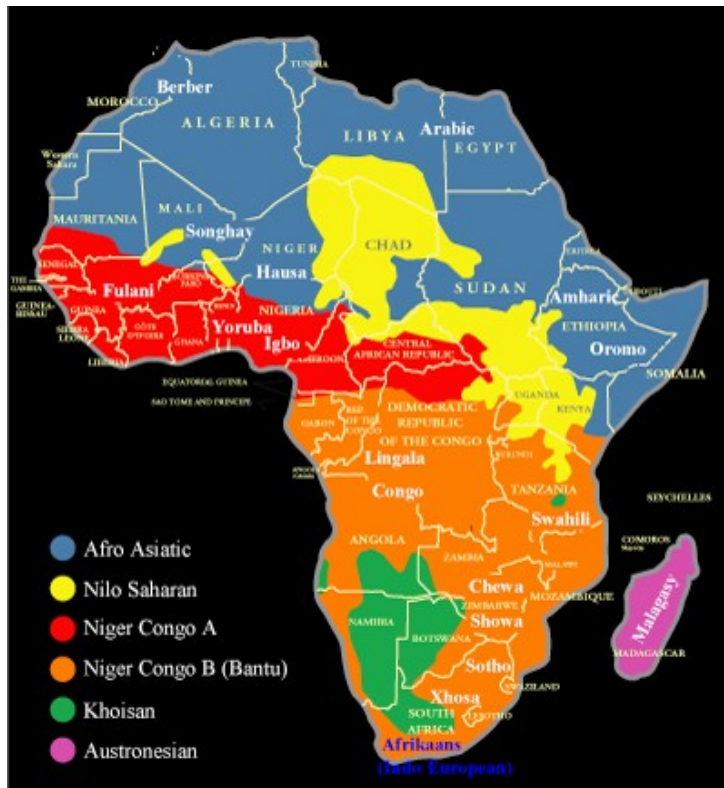 TUNISIA
Berber
MOROCCO
ALGERIA
LIBYA
Arabic
EGYPT
Western
Sahara
MAURITANIA
MALI
Songhay
NIGER
CHAD
Hausa
SUDAN
ERITREA
SENEGAL
THE
GAMBIA
GUINEA-
BISSAU
Fulani
BURKINA
FASO
GUINEA
BENIN
NIGERIA
Amharic
DJIBOUTI
ETHIOPIA
SIERRA
LEONE
CÔTE
D'IVOIRE
GHANA
Yoruba
Igbo
Oromo
LIBERIA
CAMEROON
CENTRAL
AFRICAN REPUBLIC
SOMALIA
EQUATORIAL GUINEA
SAO TOME AND PRINCIPE
UGANDA
KENYA
GABON
REP
OF THE
CONGO
DEMOCRATIC
REPUBLIC
OF THE CONGO
Lingala
BURUNDI
Congo
TANZANIA
SEYCHELLES
Swahili
ANGOLA
COMOROS
ZAMBIA
MALAWI
Chewa
MOZAMBIQUE
ZIMBABWE
Showa
NAMIBIA
BOTSWANA
Malagasy
MADAGASCAR
Sotho
SWAZILAND
Xhosa
LESOTHO
SOUTH
AFRICA
Afrikaans
(Indo European)
Afro Asiatic
Nilo Saharan
Niger Congo A
Niger Congo B (Bantu)
Khoisan
Austronesian